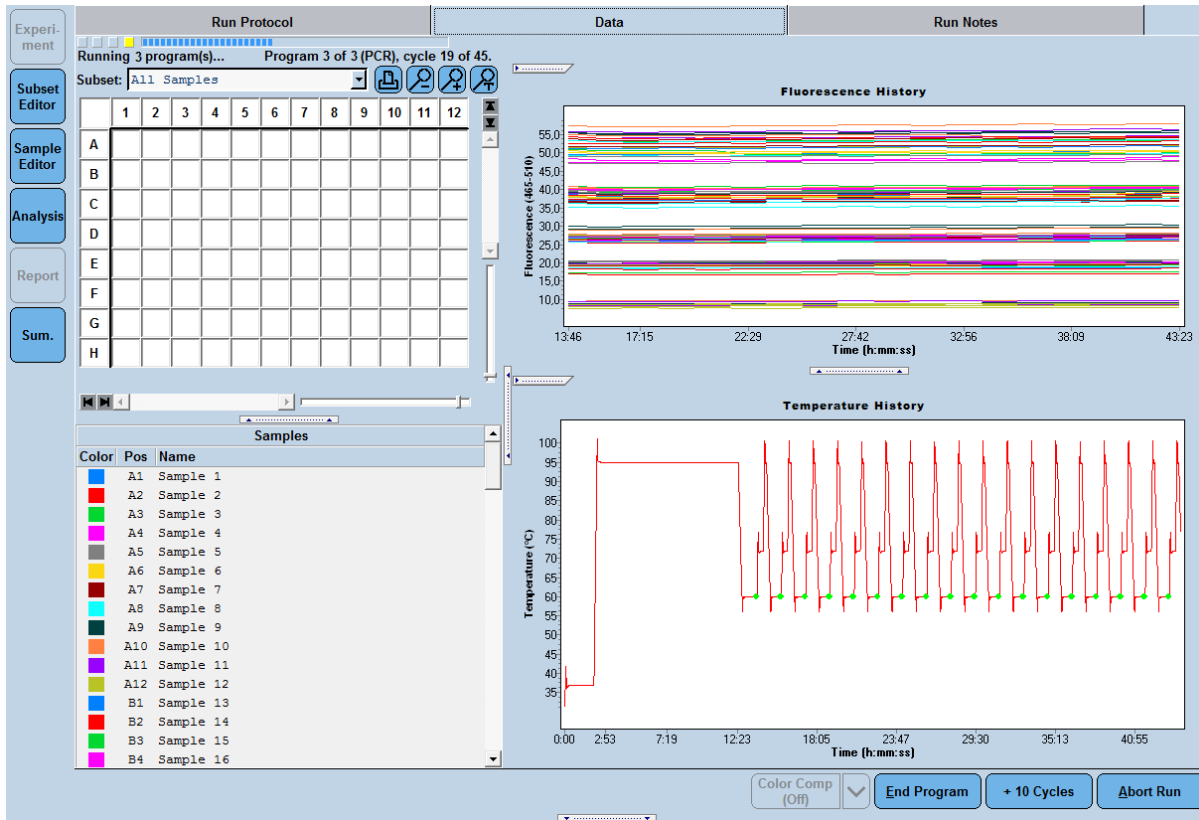 Experi-
ment
Subset
Editor
Sample
Editor
Analysis
Report
Sum.
Run Protocol
Data
Run Notes
Running 3 program(s)... Program 3 of 3 (PCR), cycle 19 of 45.
Subset: All Samples
1 2 3 4 5 6 7 8 9 10 11 12
A
B
C
D
E
F
G
H
Samples
Color Pos Name
A1 Sample 1
A2 Sample 2
A3 Sample 3
A4 Sample 4
A5 Sample 5
A6 Sample 6
A7 Sample 7
A8 Sample 8
A9 Sample 9
A10 Sample 10
A11 Sample 11
A12 Sample 12
B1 Sample 13
B2 Sample 14
B3 Sample 15
B4 Sample 16
Fluorescence History
Fluorescence (465-510)
55,0
50,0
45,0
40,0
35,0
30,0
25,0
20,0
15,0
10,0
13:46 17:15 22:29 27:42 32:56 38:09 43:23
Time (h:mm:ss)
Temperature History
Temperature (°C)
100
95
90
85
80
75
70
65
60
55
50
45
40
35
0:00 2:53 7:19 12:23 18:05 23:47 29:30 35:13 40:55
Time (h:mm:ss)
Color Comp
(Off)
End Program
+ 10 Cycles
Abort Run